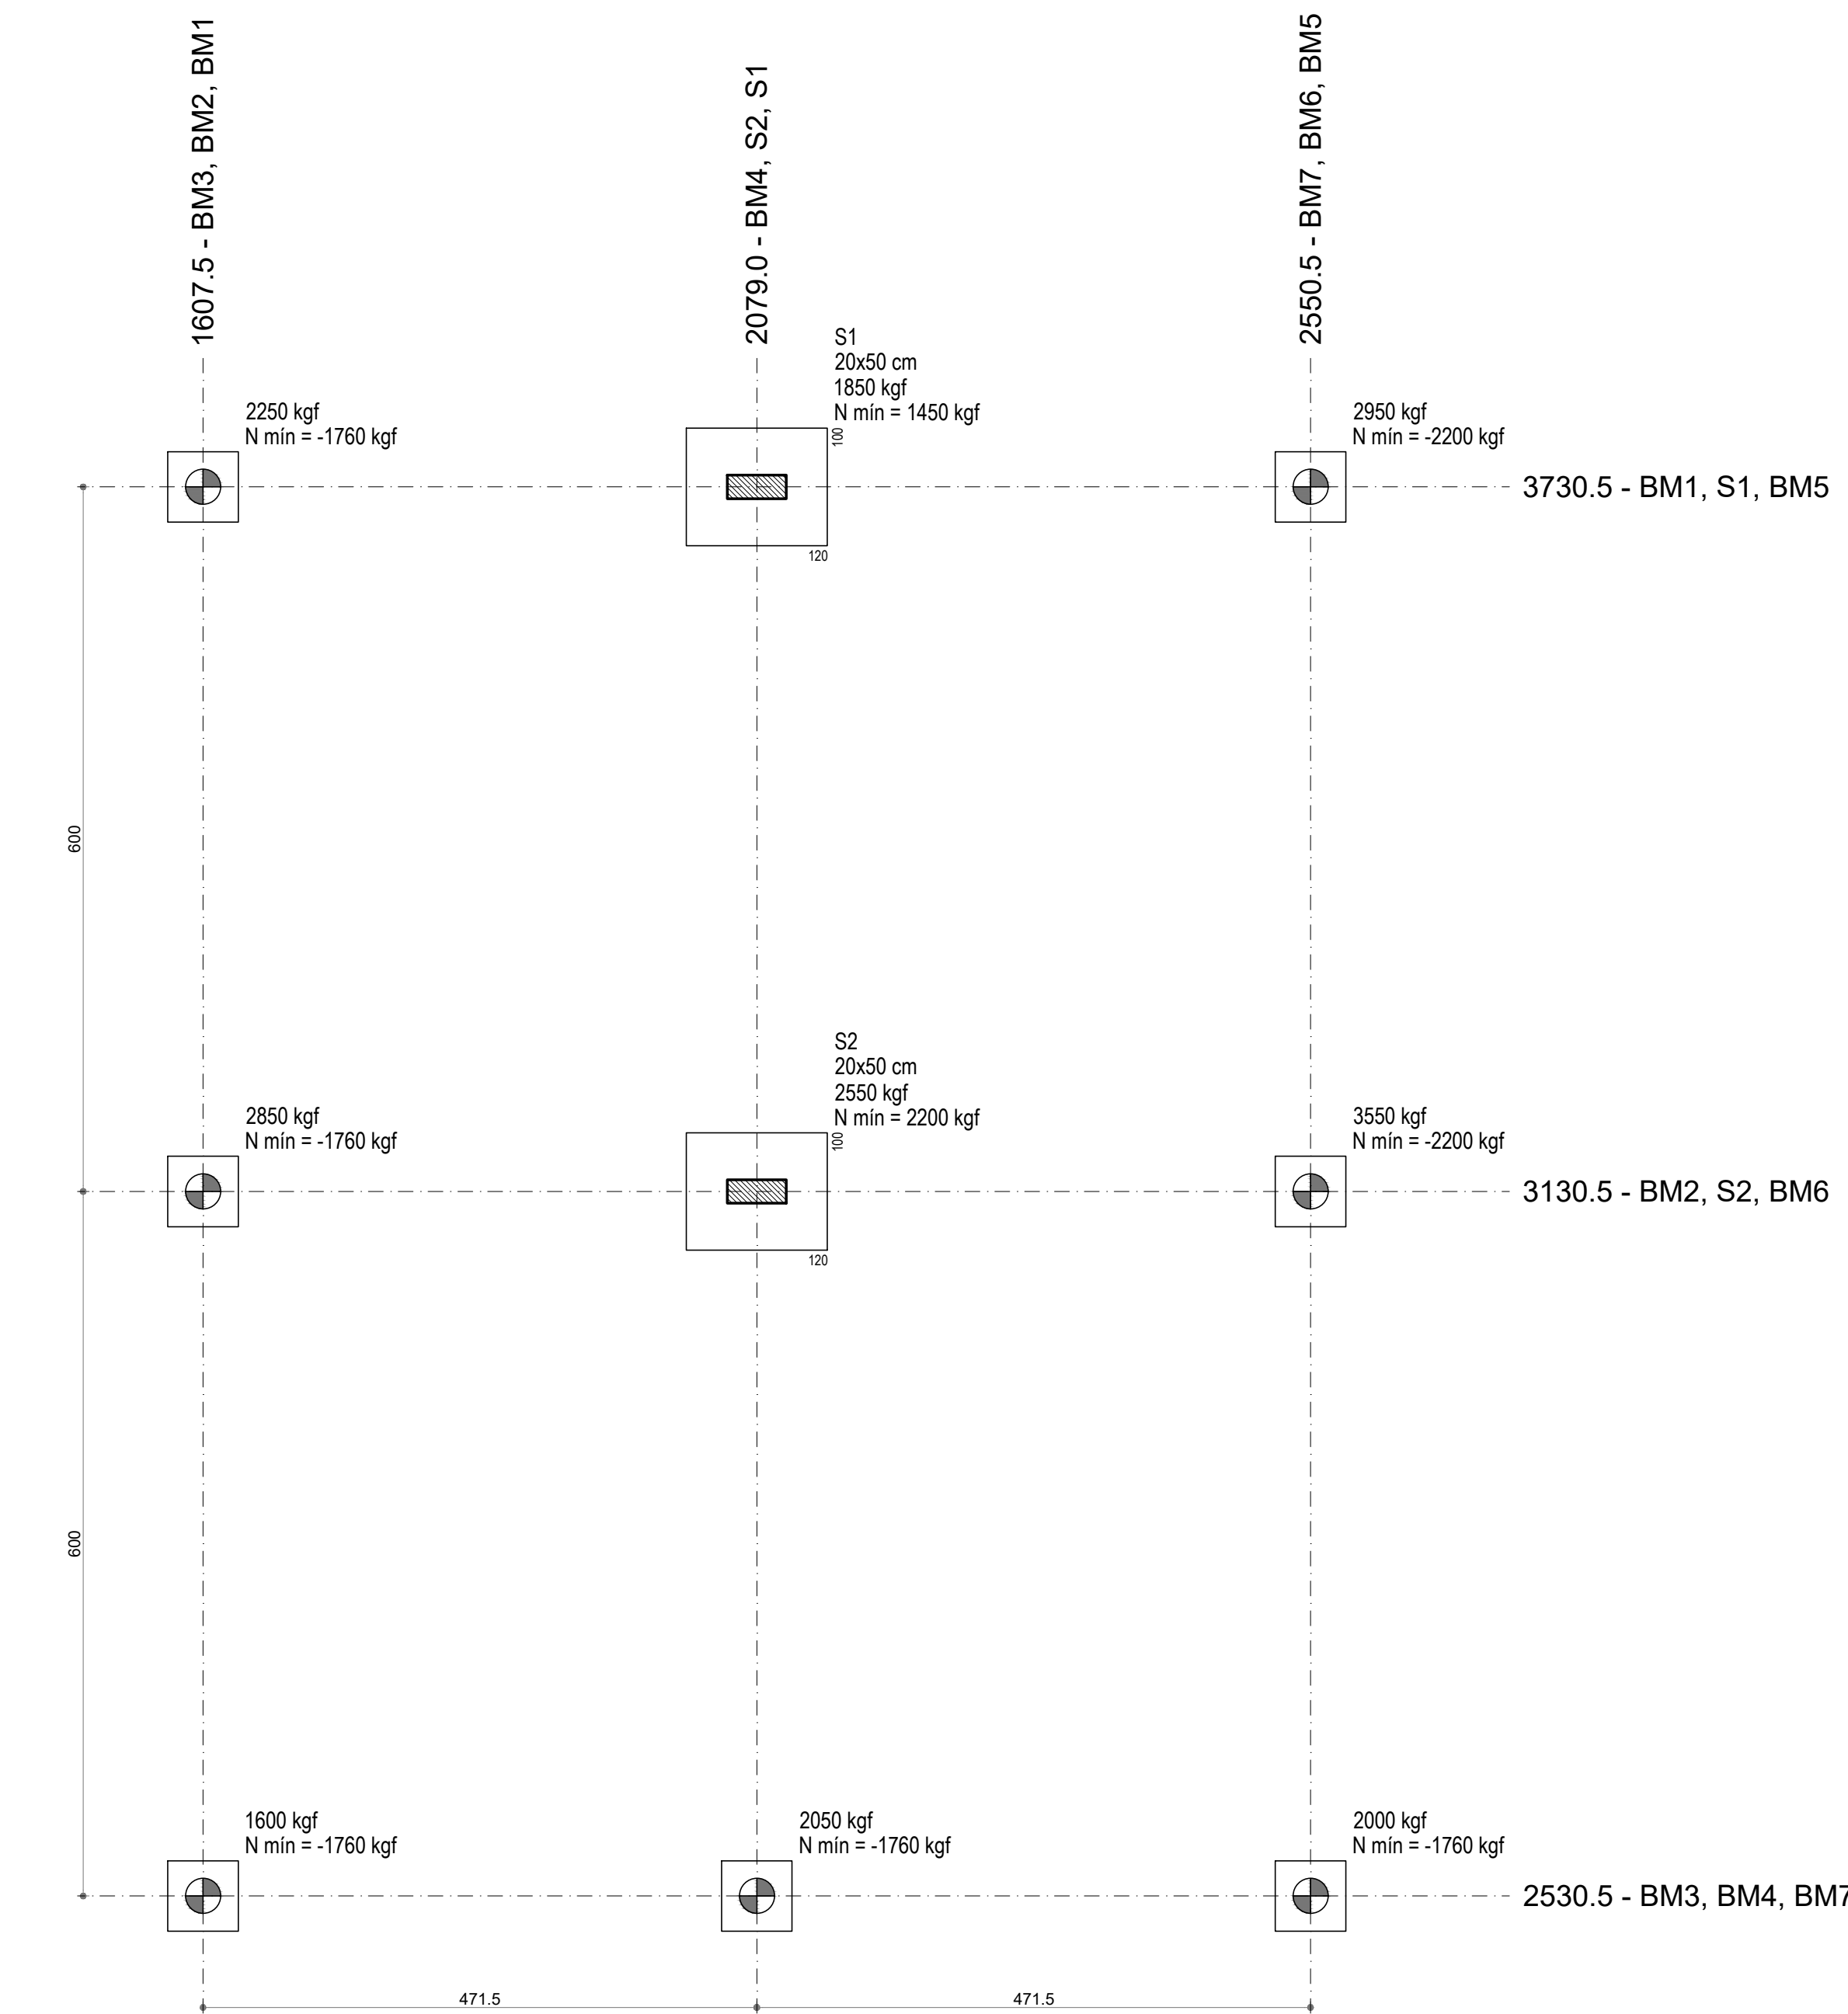 1607.5 - BM3, BM2, BM1
2079.0 - BM4, S2, S1
2550.5 - BM7, BM6, BM5
S1
20x50 cm
1850 kgf
N mín = 1450 kgf
2250 kgf
N mín = -1760 kgf
2950 kgf
N mín = -2200 kgf
100
120
3730.5 - BM1, S1, BM5
600
S2
20x50 cm
2550 kgf
N mín = 2200 kgf
2850 kgf
N mín = -1760 kgf
3550 kgf
N mín = -2200 kgf
100
120
3130.5 - BM2, S2, BM6
600
1600 kgf
N mín = -1760 kgf
2050 kgf
N mín = -1760 kgf
2000 kgf
N mín = -1760 kgf
2530.5 - BM3, BM4, BM7
471.5
471.5